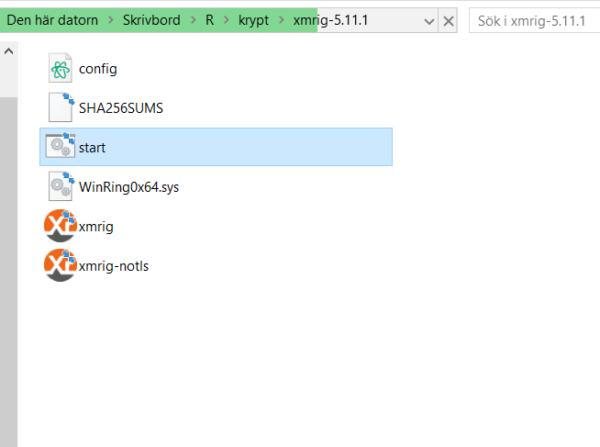 Den här datorn > Skrivbord > R > krypt > xmrig-5.11.1
Sök i xmrig-5.11.1
config
SHA256SUMS
start
WinRing0x64.sys
xmrig
xmrig-notls